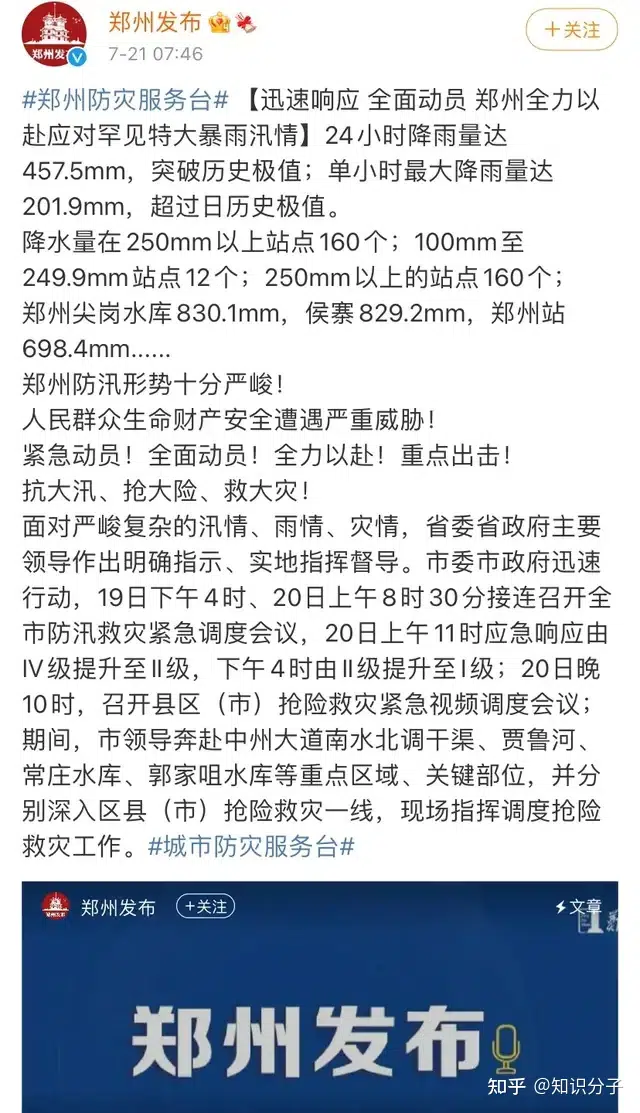 郑州发布
7-21 07:46
＋关注
郑州发布
#郑州防灾服务台# 【迅速响应 全面动员 郑州全力以
赴应对罕见特大暴雨汛情】24小时降雨量达
457.5mm，突破历史极值；单小时最大降雨量达
201.9mm，超过日历史极值。
降水量在250mm以上站点160个；100mm至
249.9mm站点12个；250mm以上的站点160个；
郑州尖岗水库830.1mm，侯寨829.2mm，郑州站
698.4mm......
郑州防汛形势十分严峻！
人民群众生命财产安全遭遇严重威胁！
紧急动员！全面动员！全力以赴！重点出击！
抗大汛、抢大险、救大灾！
面对严峻复杂的汛情、雨情、灾情，省委省政府主要
领导作出明确指示、实地指挥督导。市委市政府迅速
行动，19日下午4时、20日上午8时30分接连召开全
市防汛救灾紧急调度会议，20日上午11时应急响应由
Ⅳ级提升至Ⅱ级，下午4时由Ⅱ级提升至Ⅰ级；20日晚
10时，召开县区（市）抢险救灾紧急视频调度会议；
期间，市领导奔赴中州大道南水北调干渠、贾鲁河、
常庄水库、郭家咀水库等重点区域、关键部位，并分
别深入区县（市）抢险救灾一线，现场指挥调度抢险
救灾工作。#城市防灾服务台#
郑州发布
+关注
文章
郑州发布
知乎 @知识分子